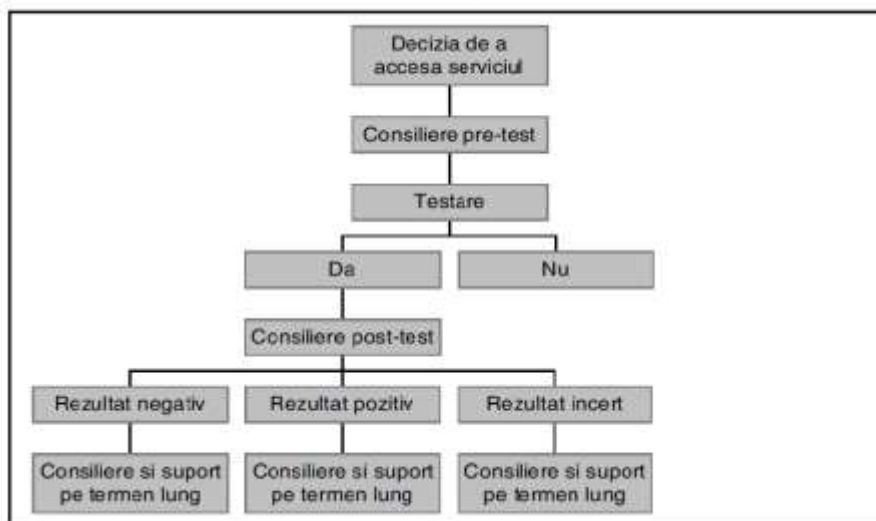 Decizia de a
accesa serviciul
Consiliere pre-test
Testare
Da
Nu
Consiliere post-test
Rezultat negativ
Rezultat pozitiv
Rezultat incert
Consiliere si suport
pe termen lung
Consiliere si suport
pe termen lung
Consiliere si suport
pe termen lung